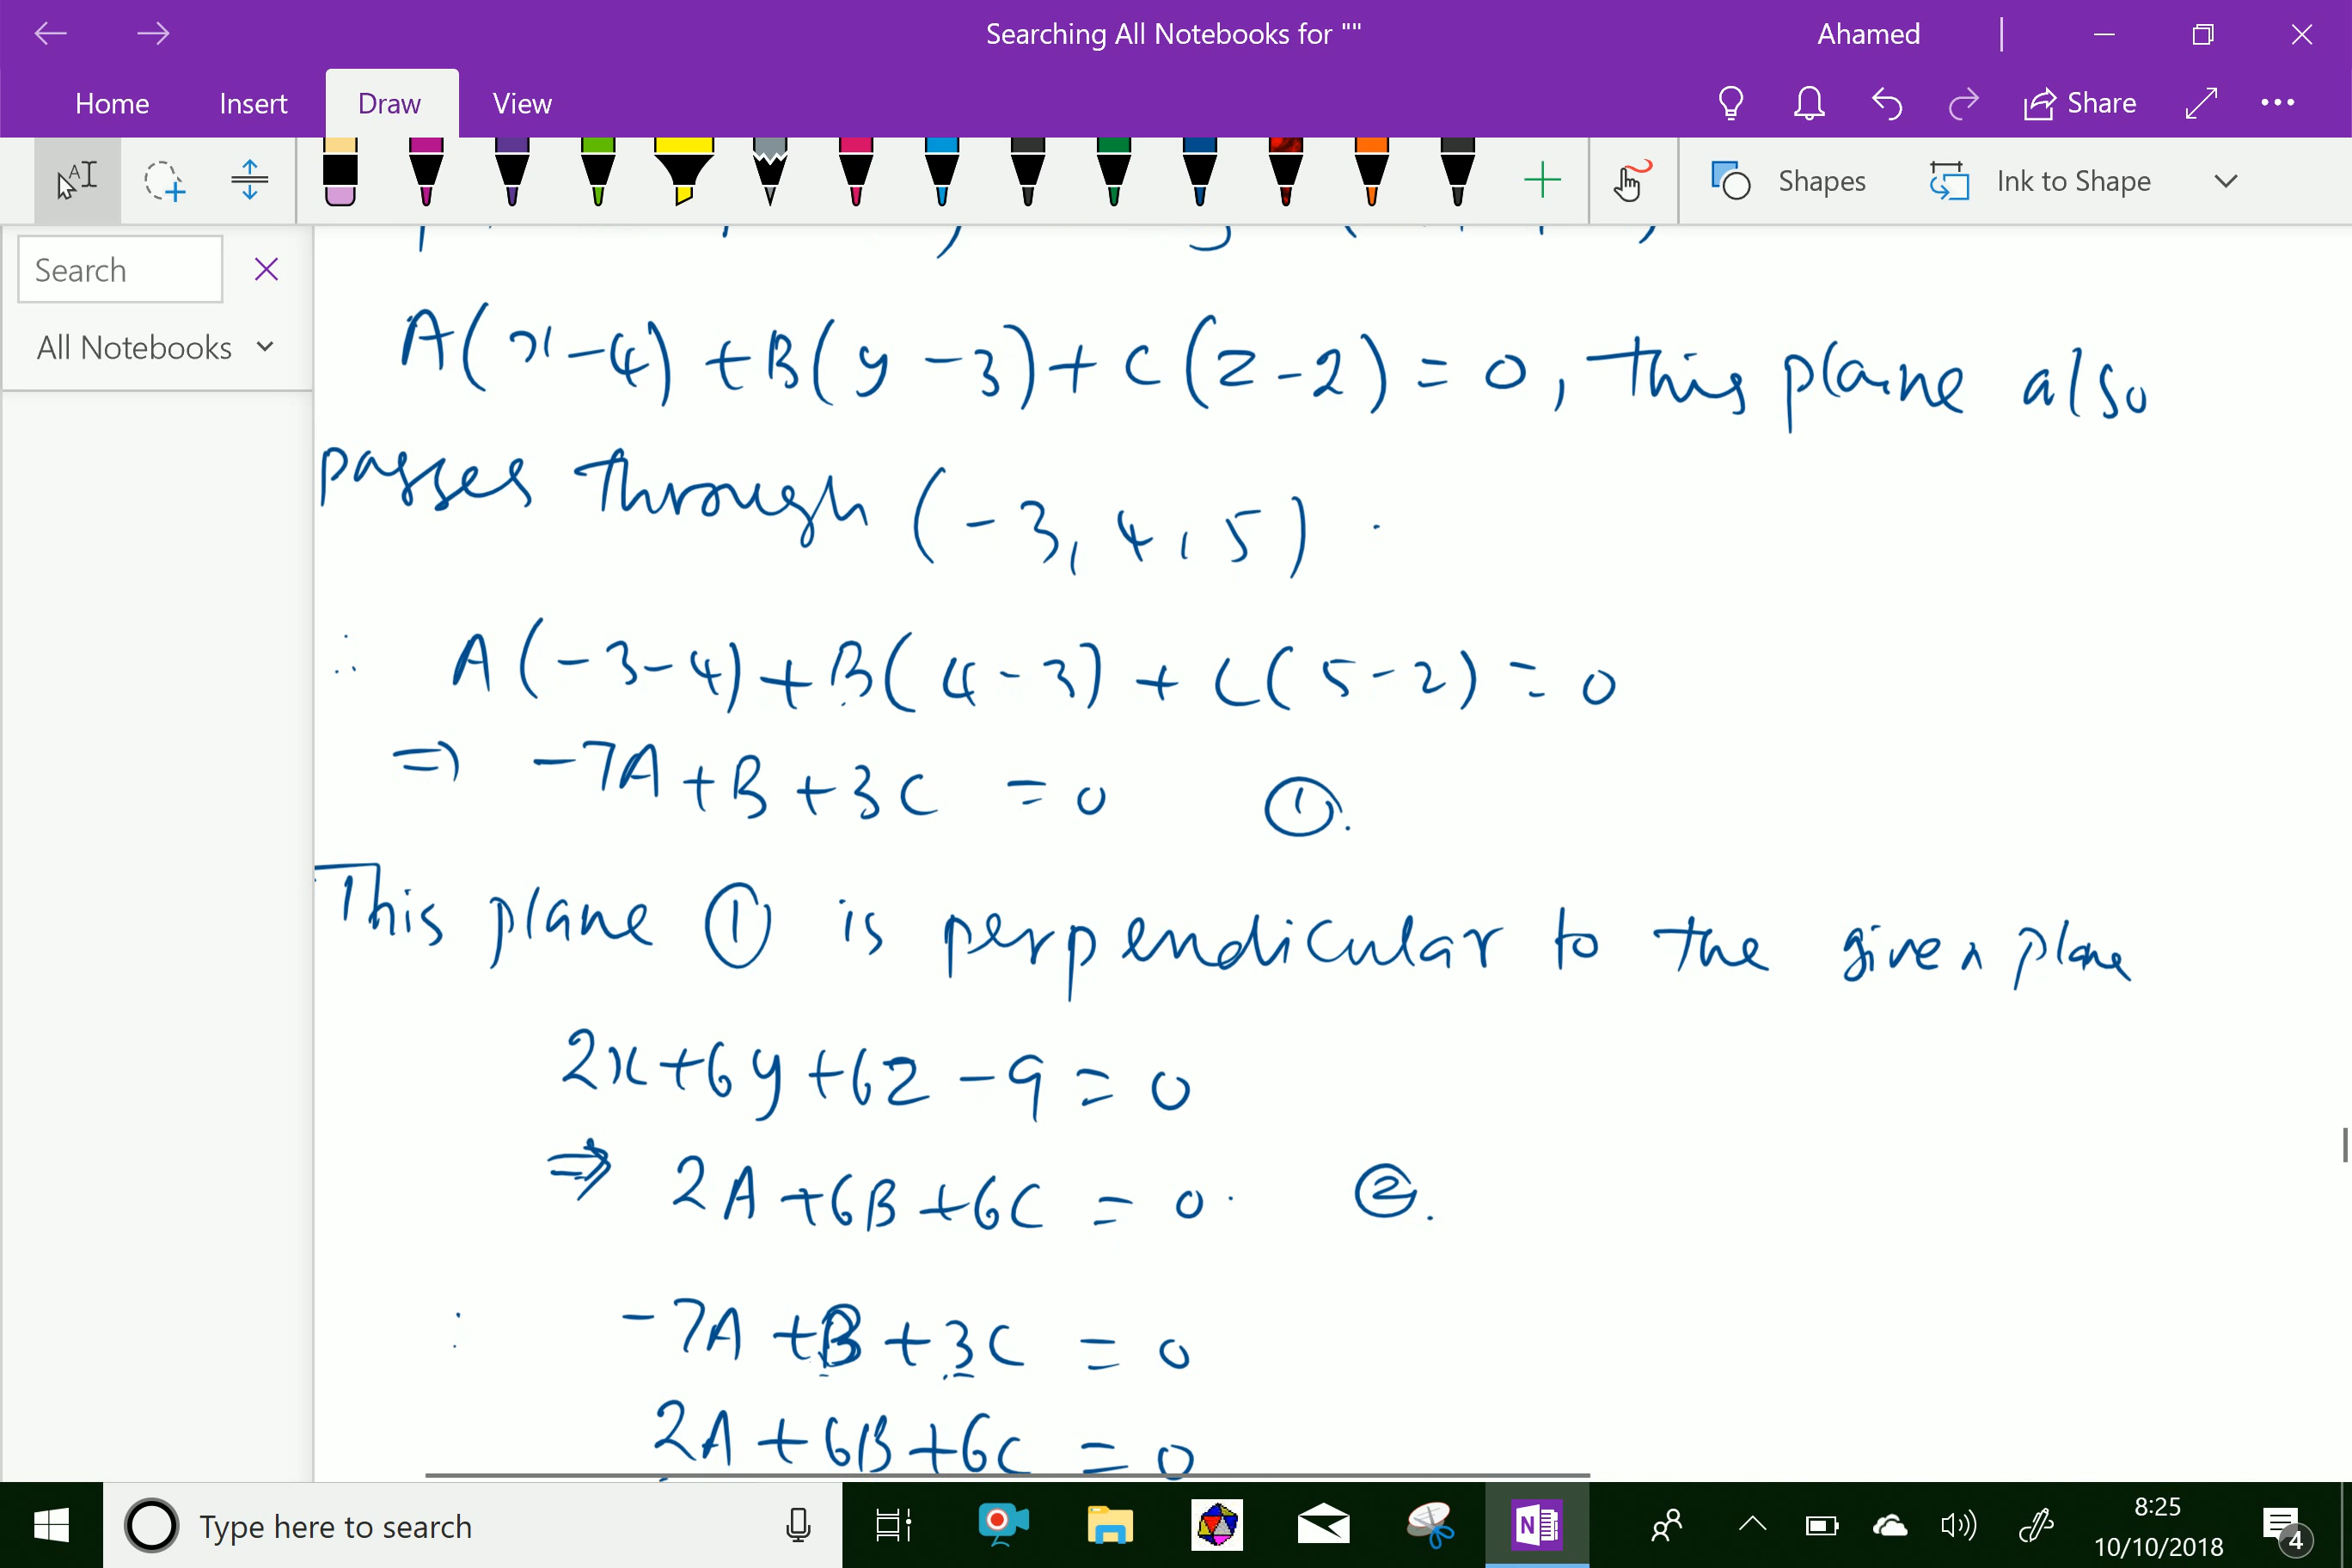 Searching All Notebooks for ""
Ahamed
Home
Insert
Draw
View
Share
Shapes
Ink to Shape
Search
All Notebooks
A(x-4)+B(y-3)+C(z-2)=0, this plane also
passes through (-3,4,5).
∴ A(-3-4)+B(4-3)+C(5-2)=0
⇒ -7A+B+3C=0 ①.
This plane ① is perpendicular to the given plane
2x+6y+6z-9=0
⇒ 2A+6B+6C=0. ②.
: -7A+B+3C=0
2A+6B+6C=0
Type here to search
N
8:25
10/10/2018
4